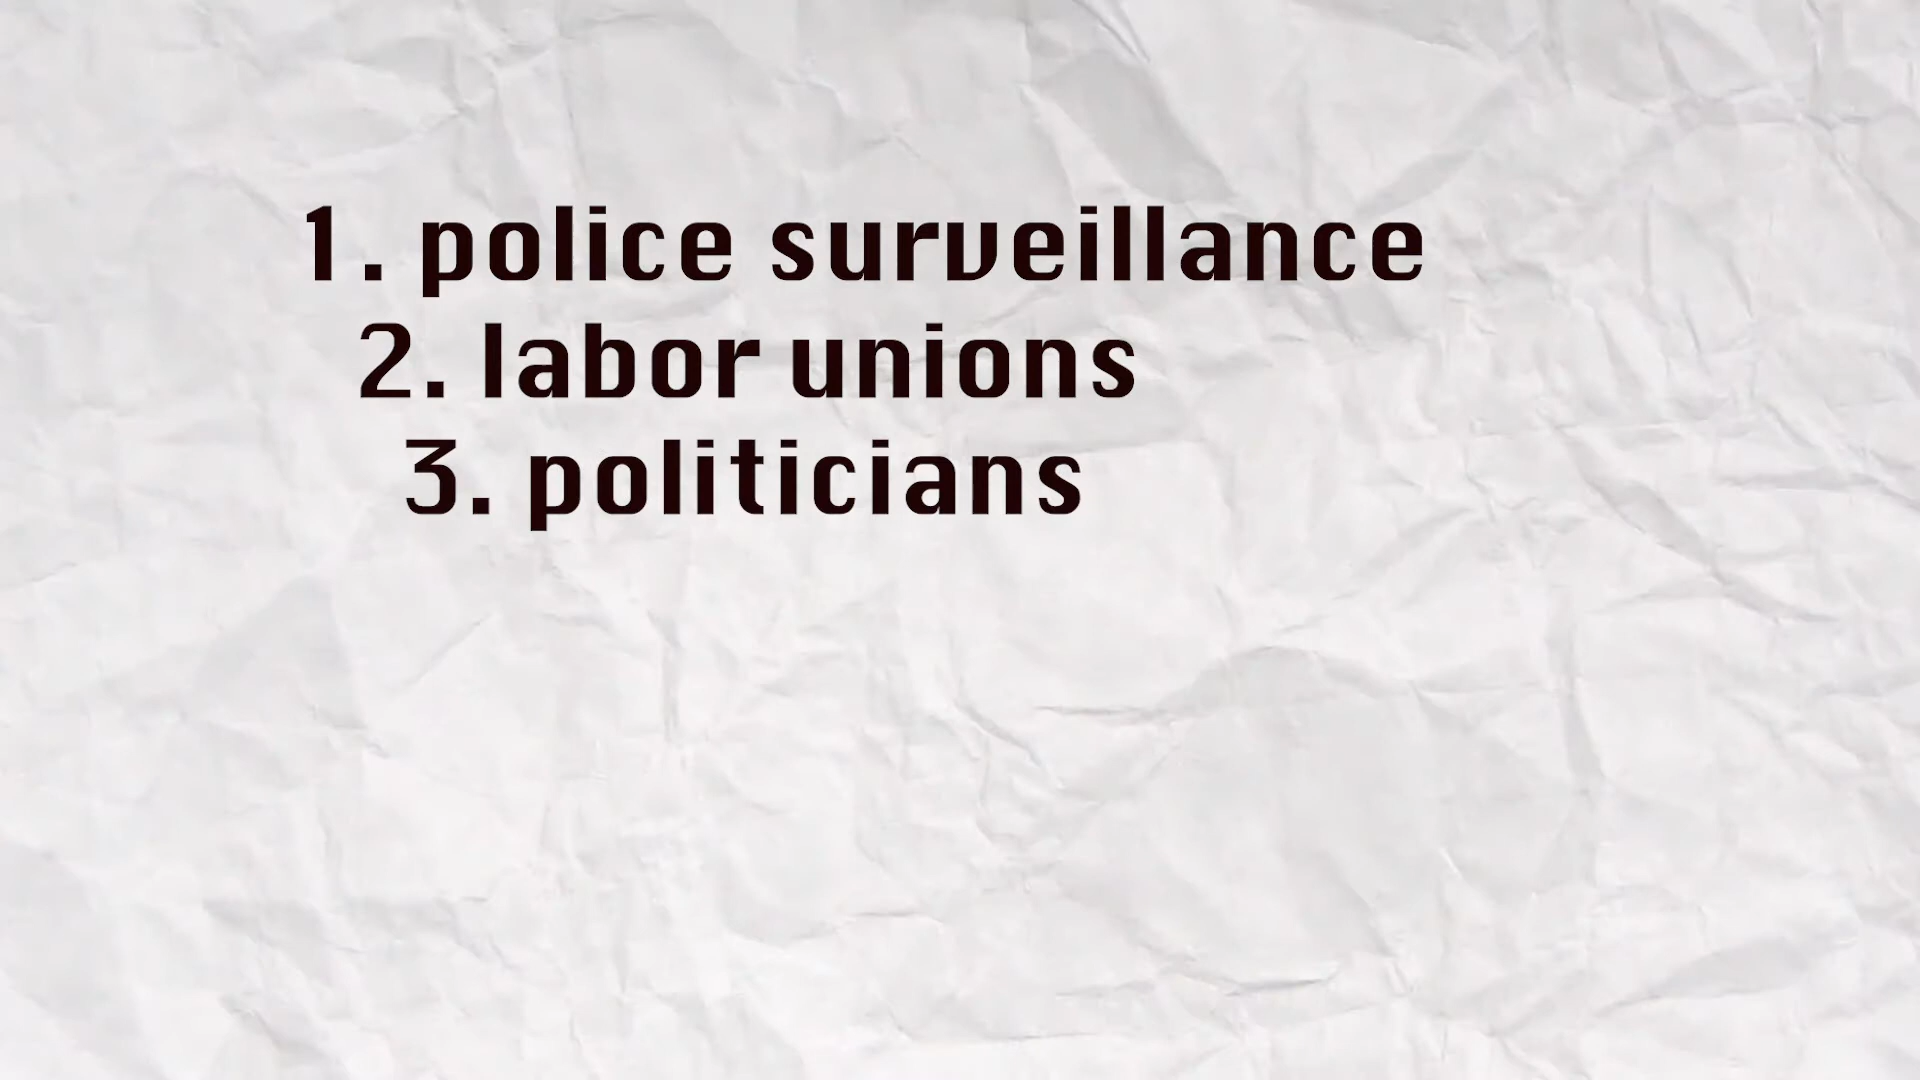 1. police surveillance
2. labor unions
3. politicians